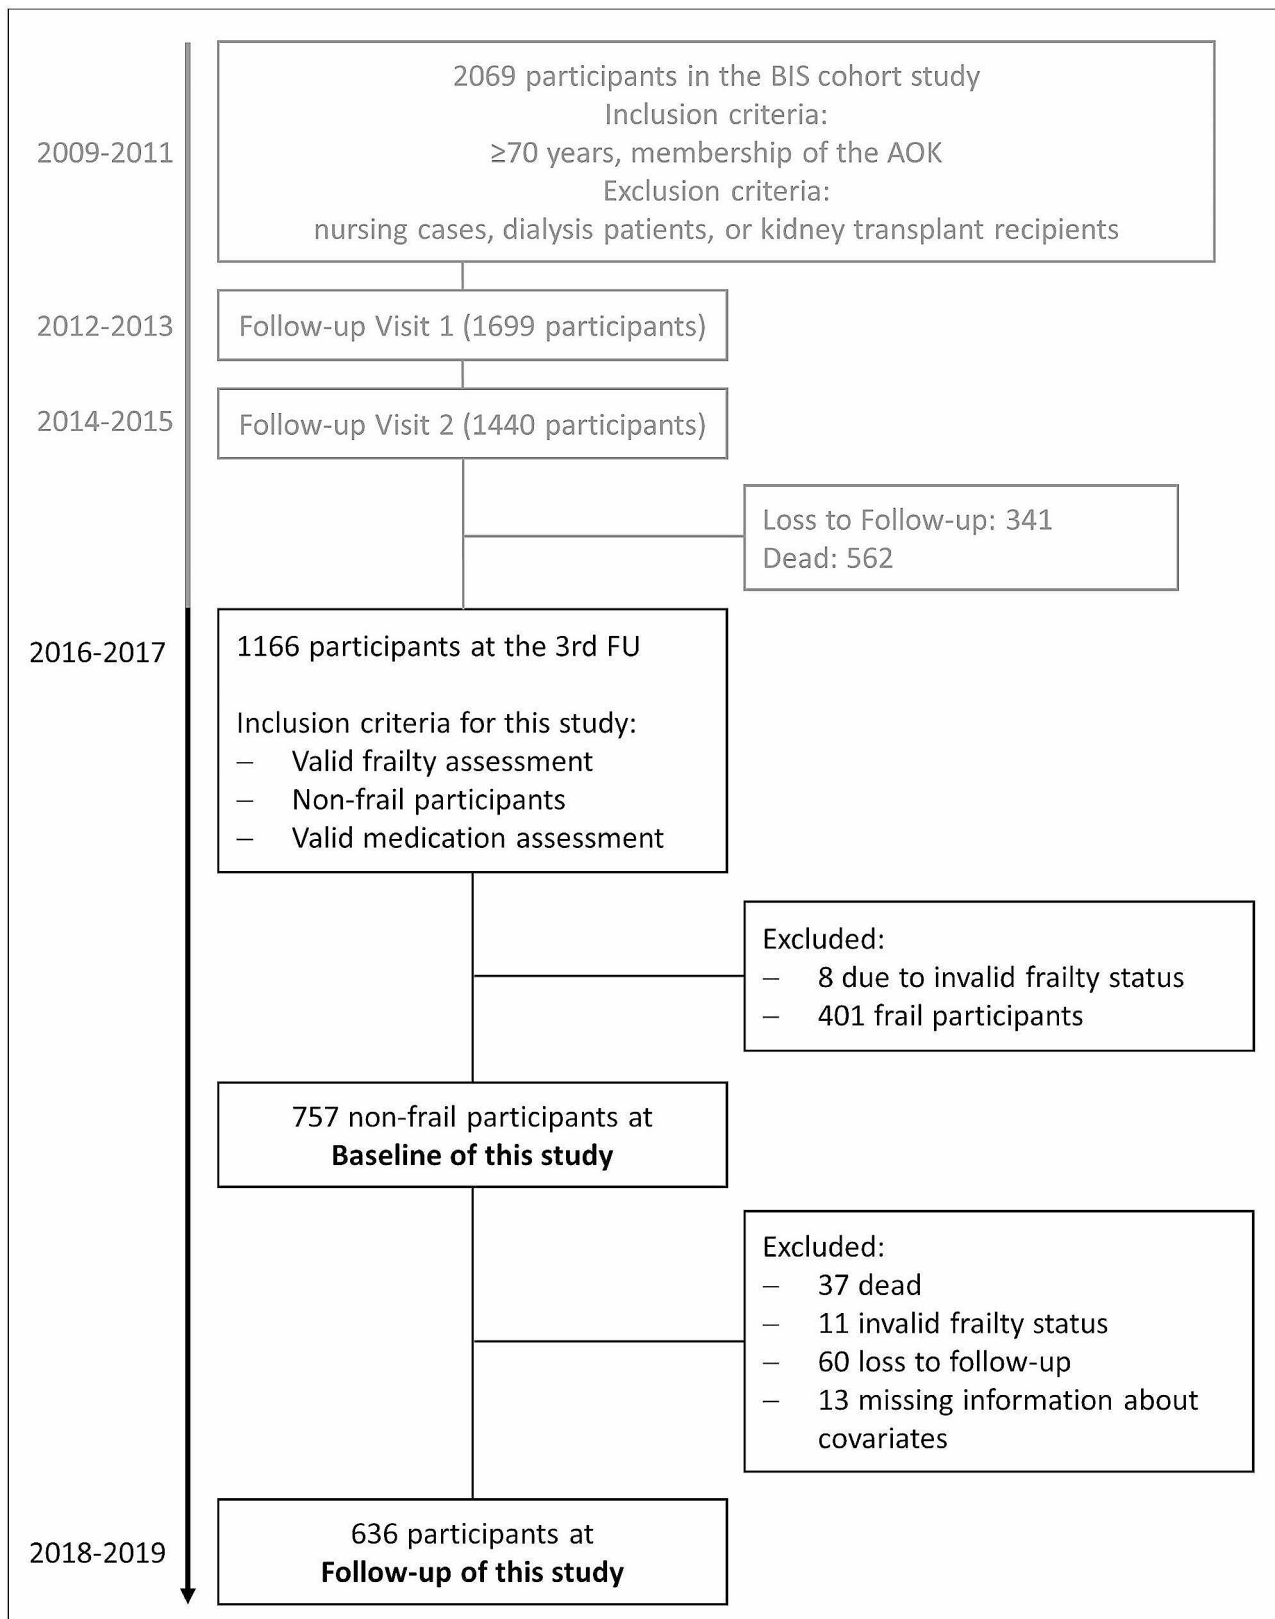 2009-2011
2069 participants in the BIS cohort study
Inclusion criteria:
≥70 years, membership of the AOK
Exclusion criteria:
nursing cases, dialysis patients, or kidney transplant recipients
2012-2013
Follow-up Visit 1 (1699 participants)
2014-2015
Follow-up Visit 2 (1440 participants)
Loss to Follow-up: 341
Dead: 562
2016-2017
1166 participants at the 3rd FU
Inclusion criteria for this study:
– Valid frailty assessment
– Non-frail participants
– Valid medication assessment
Excluded:
– 8 due to invalid frailty status
– 401 frail participants
757 non-frail participants at
Baseline of this study
Excluded:
– 37 dead
– 11 invalid frailty status
– 60 loss to follow-up
– 13 missing information about
covariates
2018-2019
636 participants at
Follow-up of this study